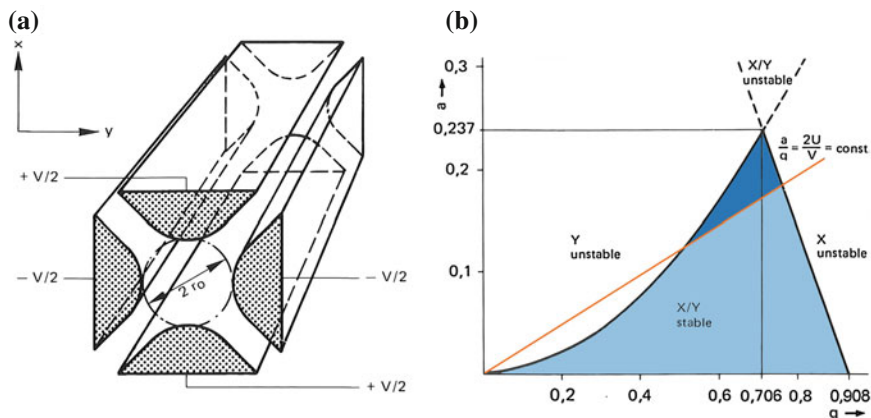 (a)
x
y
+ V/2
− V/2
2 ro
− V/2
+ V/2
(b)
0,3
a
0,237
0,2
0,1
X/Y
unstable
a/q = 2U/V = const.
Y
unstable
X
unstable
X/Y
stable
0,2
0,4
0,6
0,706
0,8
0,908
q